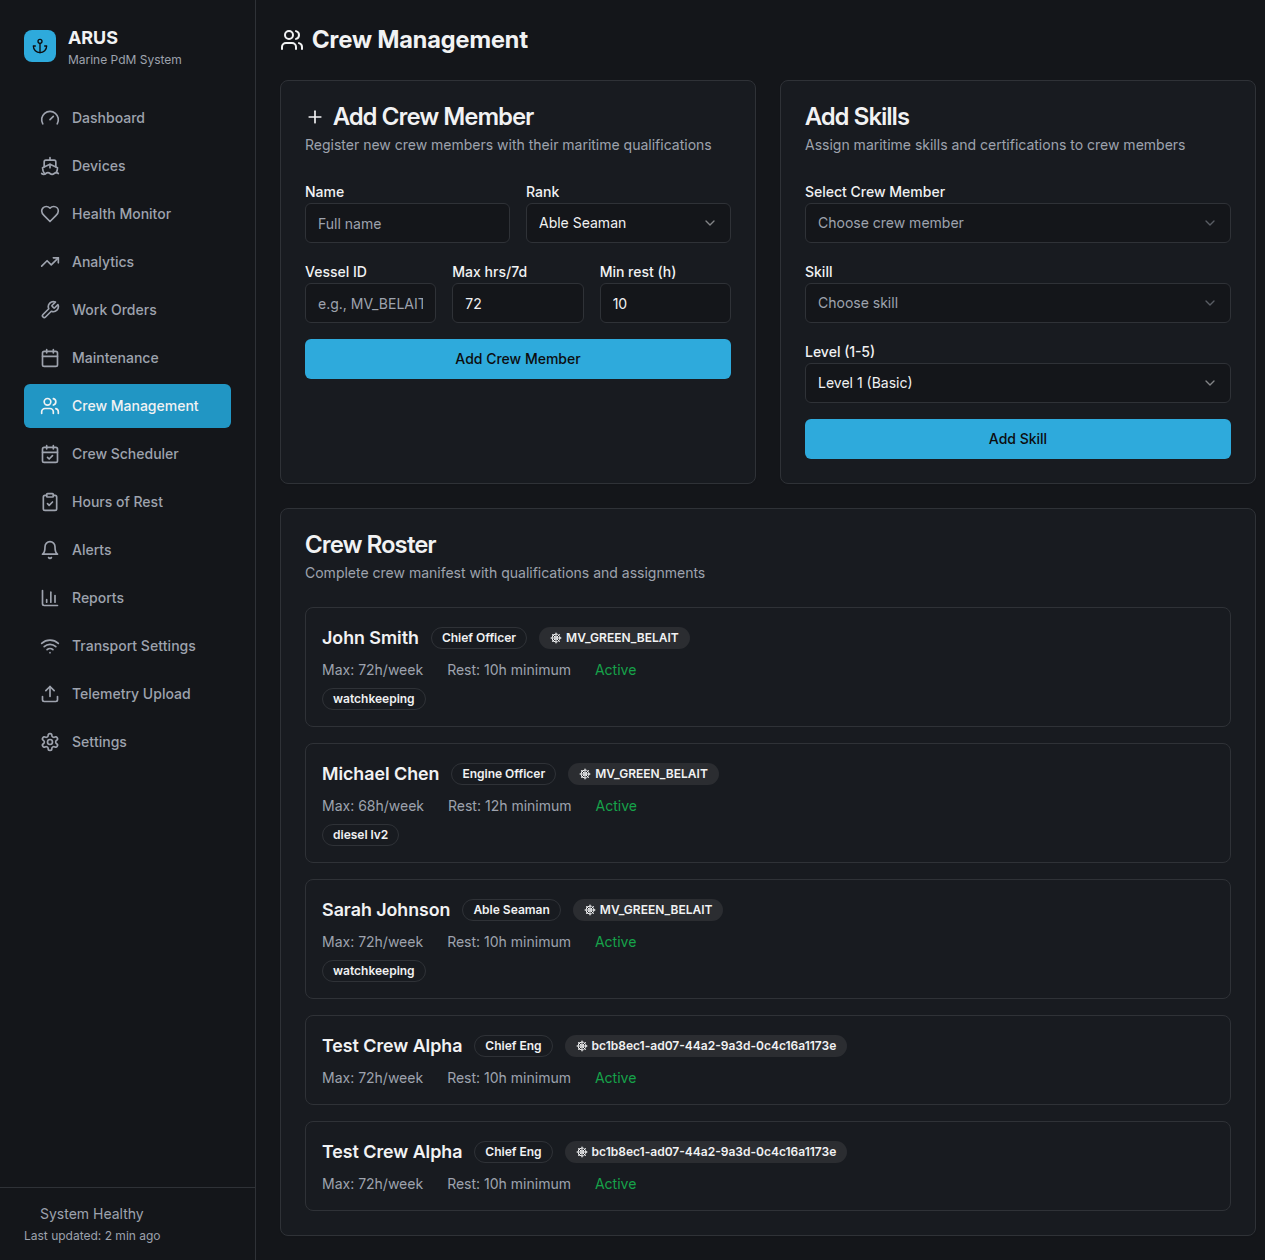 ARUS
Marine PdM System
Dashboard
Devices
Health Monitor
Analytics
Work Orders
Maintenance
Crew Management
Crew Scheduler
Hours of Rest
Alerts
Reports
Transport Settings
Telemetry Upload
Settings
System Healthy
Last updated: 2 min ago
Crew Management
Add Crew Member
Register new crew members with their maritime qualifications
Name Rank
Full name Able Seaman
Vessel ID Max hrs/7d Min rest (h)
e.g., MV_BELAIT 72 10
Add Crew Member
Add Skills
Assign maritime skills and certifications to crew members
Select Crew Member
Choose crew member
Skill
Choose skill
Level (1-5)
Level 1 (Basic)
Add Skill
Crew Roster
Complete crew manifest with qualifications and assignments
John Smith Chief Officer MV_GREEN_BELAIT
Max: 72h/week Rest: 10h minimum Active
watchkeeping
Michael Chen Engine Officer MV_GREEN_BELAIT
Max: 68h/week Rest: 12h minimum Active
diesel lv2
Sarah Johnson Able Seaman MV_GREEN_BELAIT
Max: 72h/week Rest: 10h minimum Active
watchkeeping
Test Crew Alpha Chief Eng bc1b8ec1-ad07-44a2-9a3d-0c4c16a1173e
Max: 72h/week Rest: 10h minimum Active
Test Crew Alpha Chief Eng bc1b8ec1-ad07-44a2-9a3d-0c4c16a1173e
Max: 72h/week Rest: 10h minimum Active